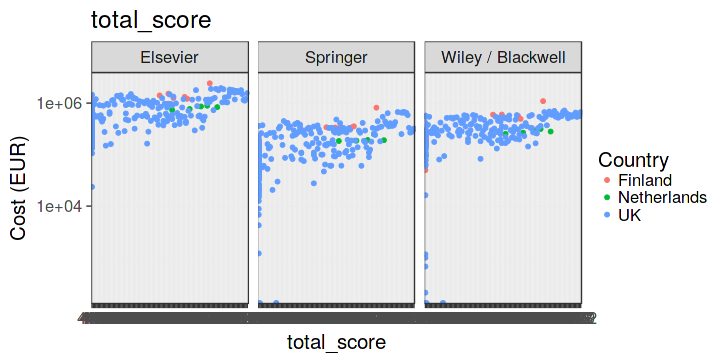 total_score
Elsevier
Springer
Wiley / Blackwell
1e+06
1e+04
Cost (EUR)
total_score
Country
Finland
Netherlands
UK